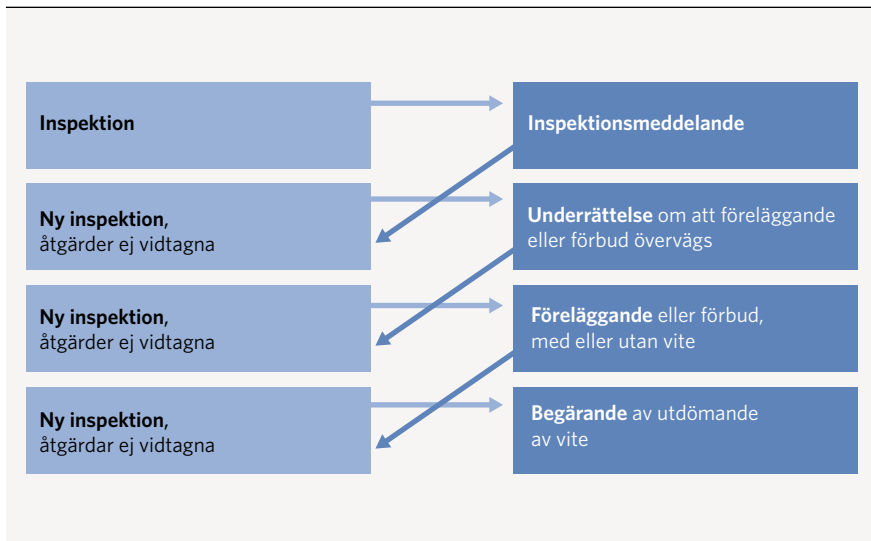 Inspektion
Inspektionsmeddelande
Ny inspektion,
åtgärder ej vidtagna
Underrättelse om att föreläggande
eller förbud övervägs
Ny inspektion,
åtgärder ej vidtagna
Föreläggande eller förbud,
med eller utan vite
Ny inspektion,
åtgärdar ej vidtagna
Begärande av utdömande
av vite